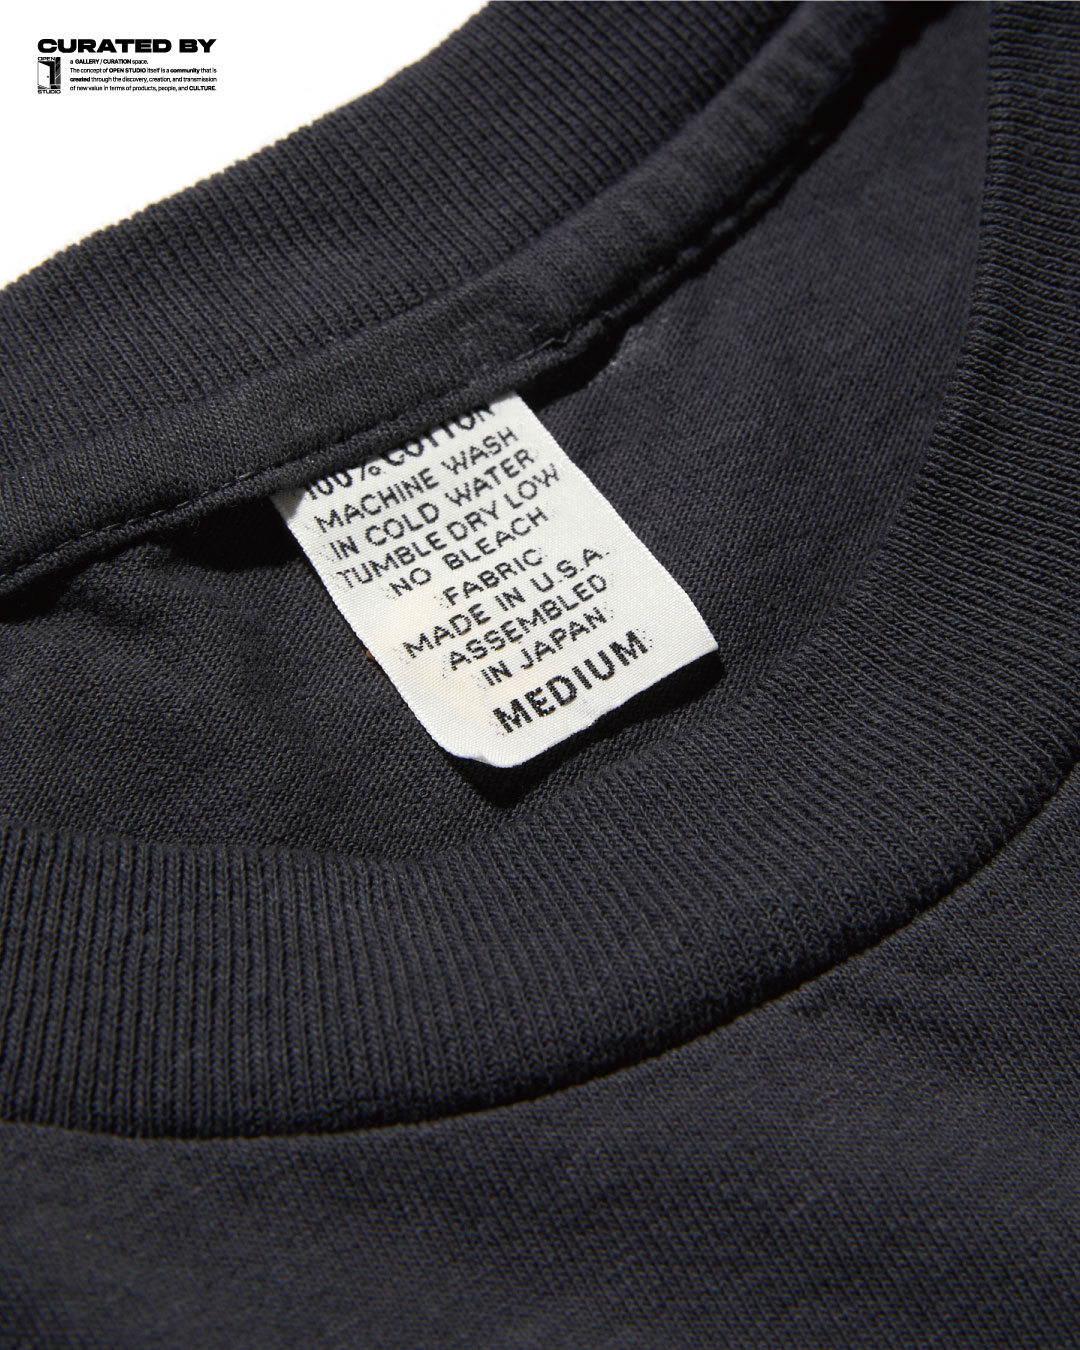 CURATED BY
OPEN
STUDIO
a GALLERY / CURATION space.
The concept of OPEN STUDIO itself is a community that is
created through the discovery, creation, and transmission
of new value in terms of products, people, and CULTURE.
100% COTTON
MACHINE WASH
IN COLD WATER
TUMBLE DRY LOW
NO BLEACH
FABRIC
MADE IN U.S.A.
ASSEMBLED
IN JAPAN
MEDIUM